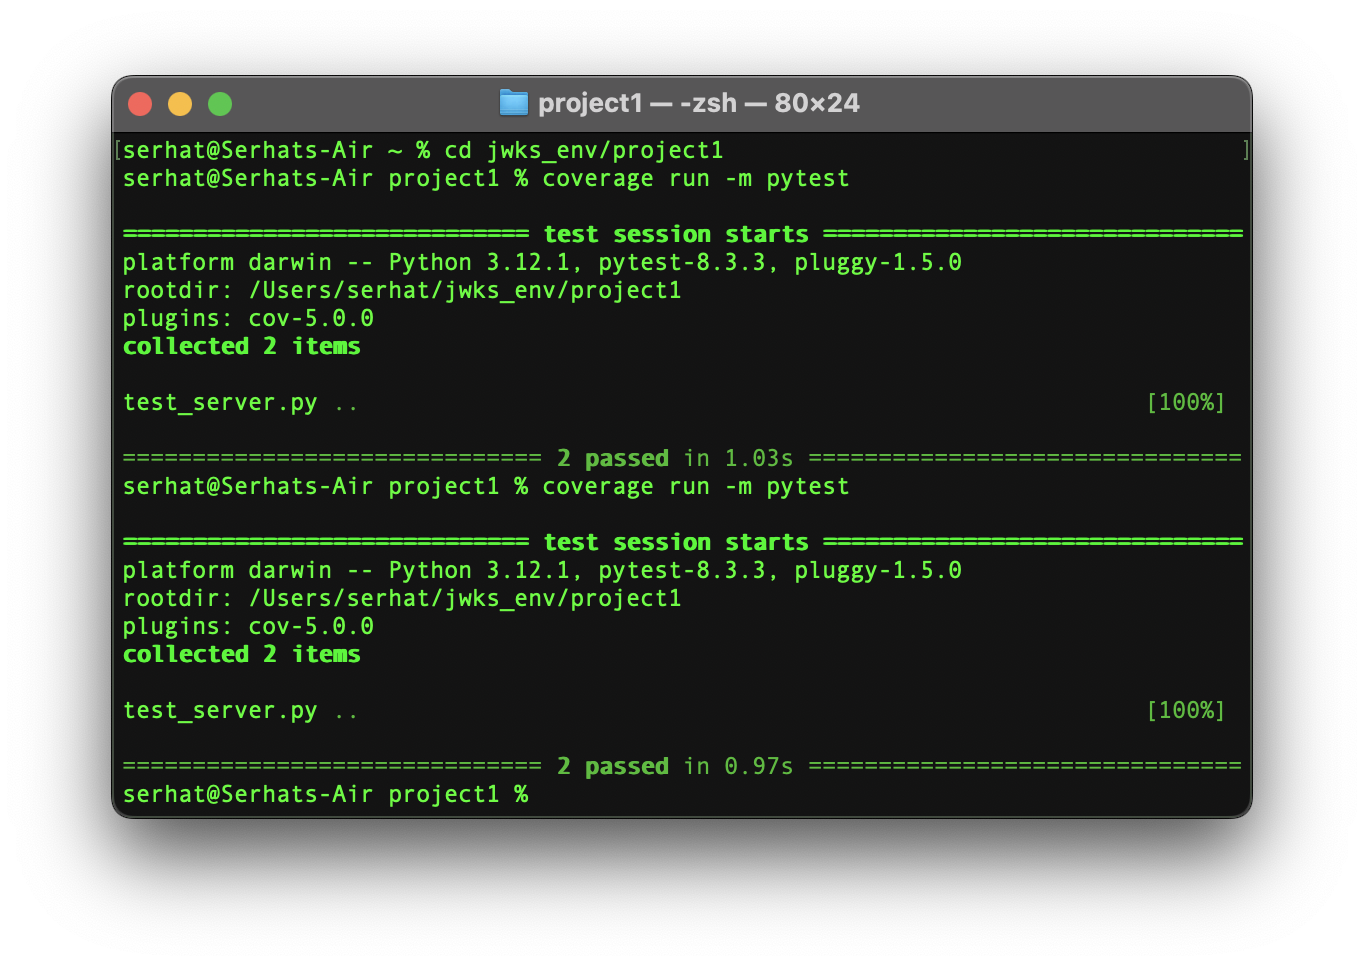 project1 — -zsh — 80×24
[serhat@Serhats-Air ~ % cd jwks_env/project1 ]
serhat@Serhats-Air project1 % coverage run -m pytest
============================= test session starts ==============================
platform darwin -- Python 3.12.1, pytest-8.3.3, pluggy-1.5.0
rootdir: /Users/serhat/jwks_env/project1
plugins: cov-5.0.0
collected 2 items
test_server.py .. [100%]
============================== 2 passed in 1.03s ===============================
serhat@Serhats-Air project1 % coverage run -m pytest
============================= test session starts ==============================
platform darwin -- Python 3.12.1, pytest-8.3.3, pluggy-1.5.0
rootdir: /Users/serhat/jwks_env/project1
plugins: cov-5.0.0
collected 2 items
test_server.py .. [100%]
============================== 2 passed in 0.97s ===============================
serhat@Serhats-Air project1 %